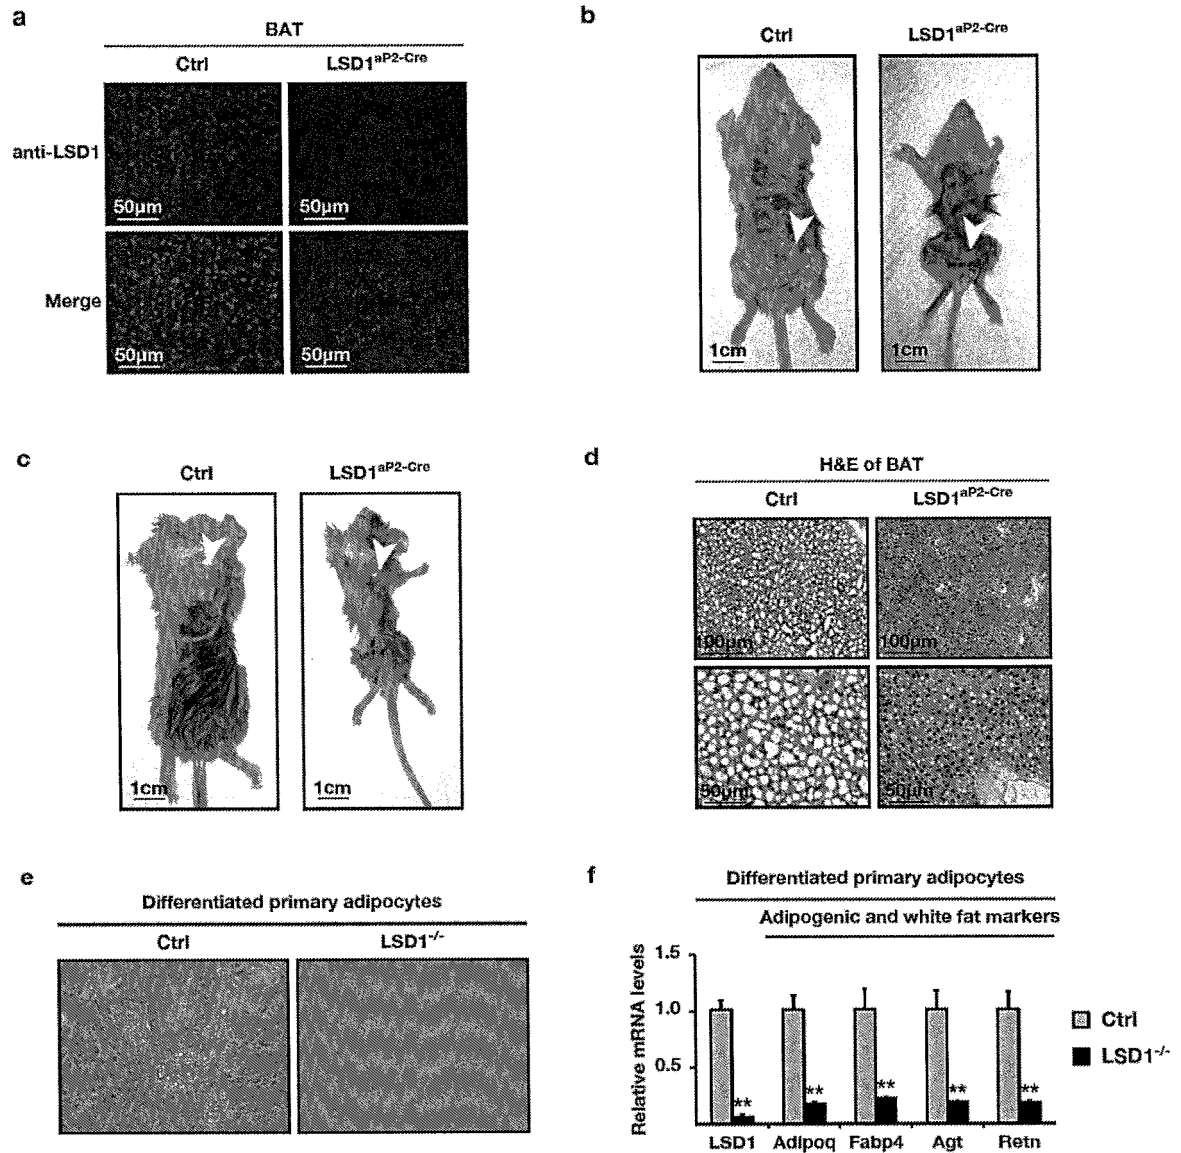 a
BAT
Ctrl
LSD1aP2-Cre
anti-LSD1
50µm
50µm
Merge
50µm
50µm
b
Ctrl
LSD1aP2-Cre
1cm
1cm
c
Ctrl
LSD1aP2-Cre
1cm
1cm
d
H&E of BAT
Ctrl
LSD1aP2-Cre
100µm
100µm
50µm
50µm
e
Differentiated primary adipocytes
Ctrl
LSD1-/-
f
Differentiated primary adipocytes
Adipogenic and white fat markers
Relative mRNA levels
1.5
1.0
0.5
** ** ** ** **
LSD1 Adipoq Fabp4 Agt Retn
Ctrl
LSD1-/-